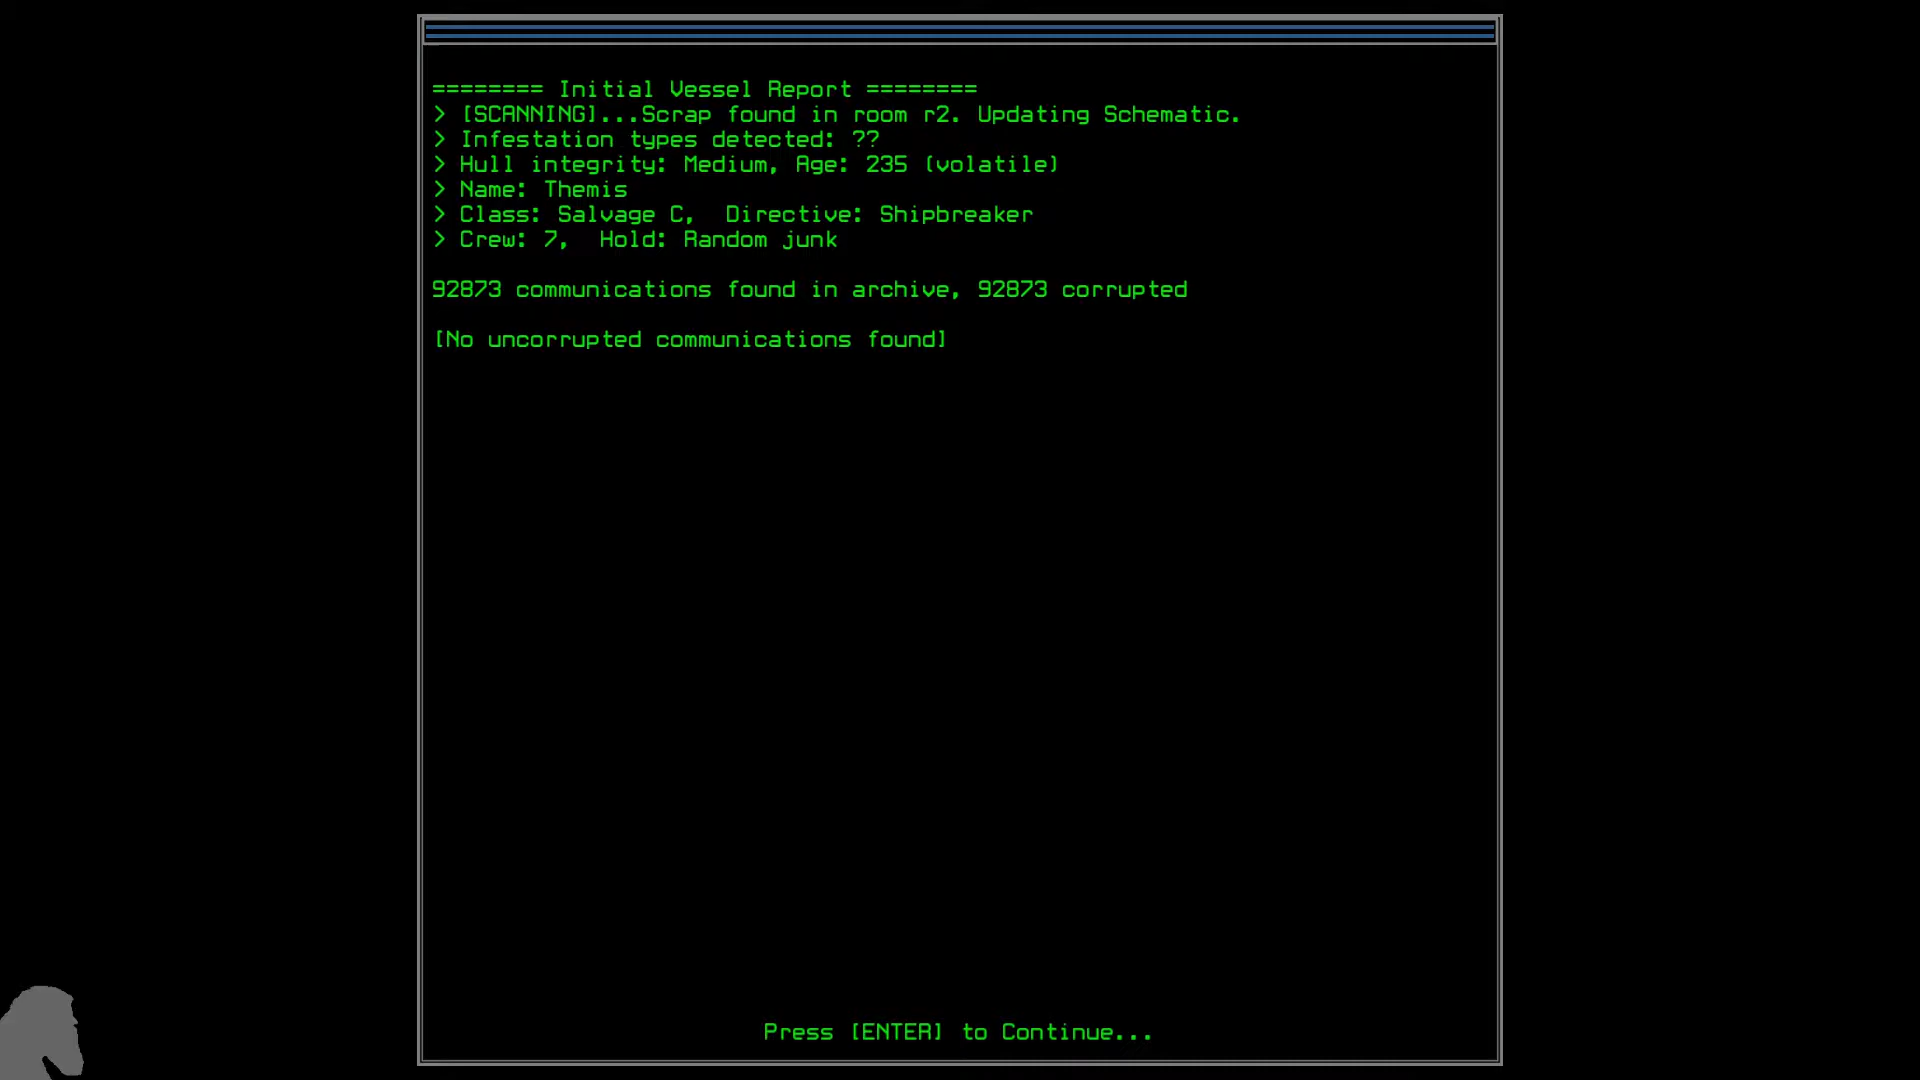 ======== Initial Vessel Report ========
> [SCANNING]...Scrap found in room r2. Updating Schematic.
> Infestation types detected: ??
> Hull integrity: Medium, Age: 235 (volatile)
> Name: Themis
> Class: Salvage C,  Directive: Shipbreaker
> Crew: 7,  Hold: Random junk
92873 communications found in archive, 92873 corrupted
[No uncorrupted communications found]
Press [ENTER] to Continue...